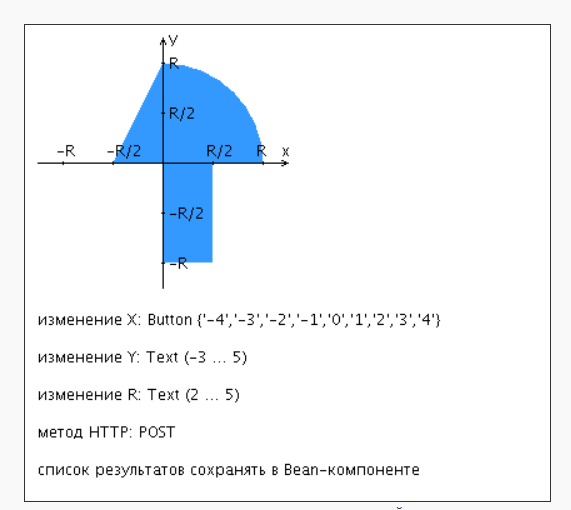 y
R
R/2
-R -R/2 R/2 R x
-R/2
-R
изменение X: Button {'-4','-3','-2','-1','0','1','2','3','4'}
изменение Y: Text (-3 ... 5)
изменение R: Text (2 ... 5)
метод HTTP: POST
список результатов сохранять в Bean-компоненте